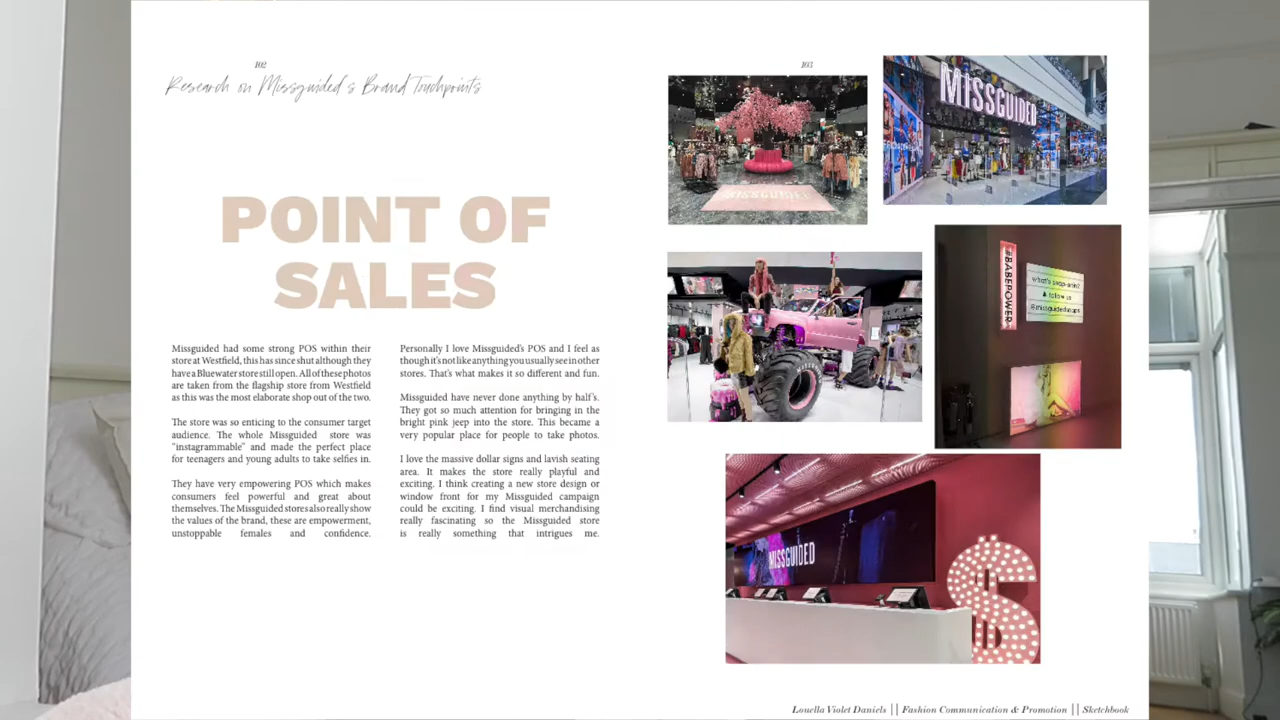 102
Research on Missguided's Brand Touchpoints
POINT OF
SALES
Missguided had some strong POS within their
store at Westfield, this has since shut although they
have a Bluewater store still open. All of these photos
are taken from the flagship store from Westfield
as this was the most elaborate shop out of the two.
The store was so enticing to the consumer target
audience. The whole Missguided store was
"instagrammable" and made the perfect place
for teenagers and young adults to take selfies in.
They have very empowering POS which makes
consumers feel powerful and great about
themselves. The Missguided stores also really show
the values of the brand, these are empowerment,
unstoppable females and confidence.
Personally I love Missguided's POS and I feel as
though it's not like anything you usually see in other
stores. That's what makes it so different and fun.
Missguided have never done anything by half's.
They got so much attention for bringing in the
bright pink jeep into the store. This became a
very popular place for people to take photos.
I love the massive dollar signs and lavish seating
area. It makes the store really playful and
exciting. I think creating a new store design or
window front for my Missguided campaign
could be exciting. I find visual merchandising
really fascinating so the Missguided store
is really something that intrigues me.
103
MISSGUIDED
MISSGUIDED
#BABEPOWER
what's snap-enin?
follow us
@missguidedsnaps
MISSGUIDED
$
Louella Violet Daniels || Fashion Communication & Promotion || Sketchbook